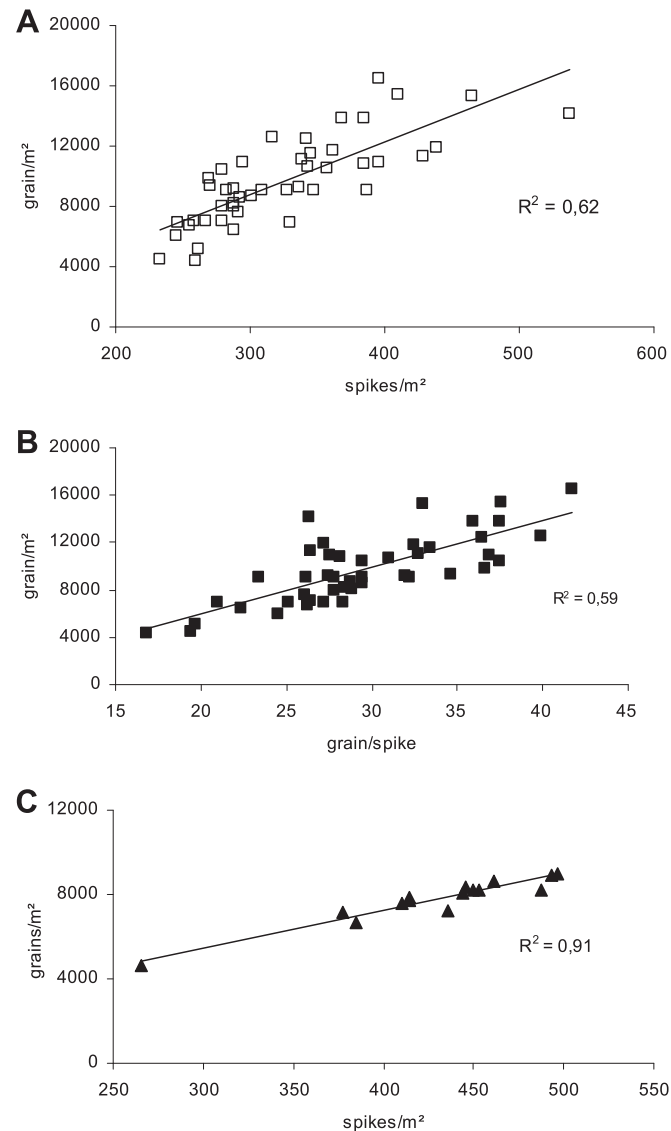 A
20000
16000
12000
8000
4000
0
grain/m²
R² = 0,62
200 300 400 500 600
spikes/m²
B
20000
16000
12000
8000
4000
0
grain/m²
R² = 0,59
15 20 25 30 35 40 45
grain/spike
C
12000
8000
4000
0
grains/m²
R² = 0,91
250 300 350 400 450 500 550
spikes/m²